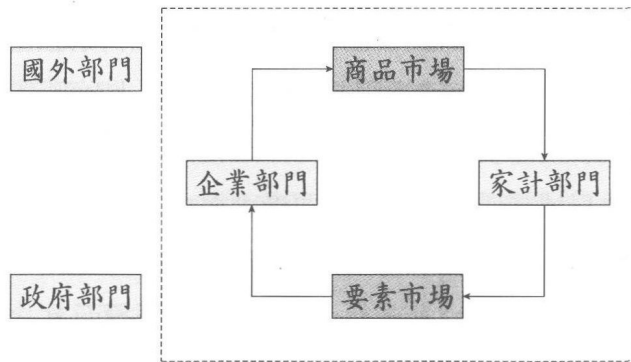 國外部門
商品市場
企業部門
家計部門
政府部門
要素市場